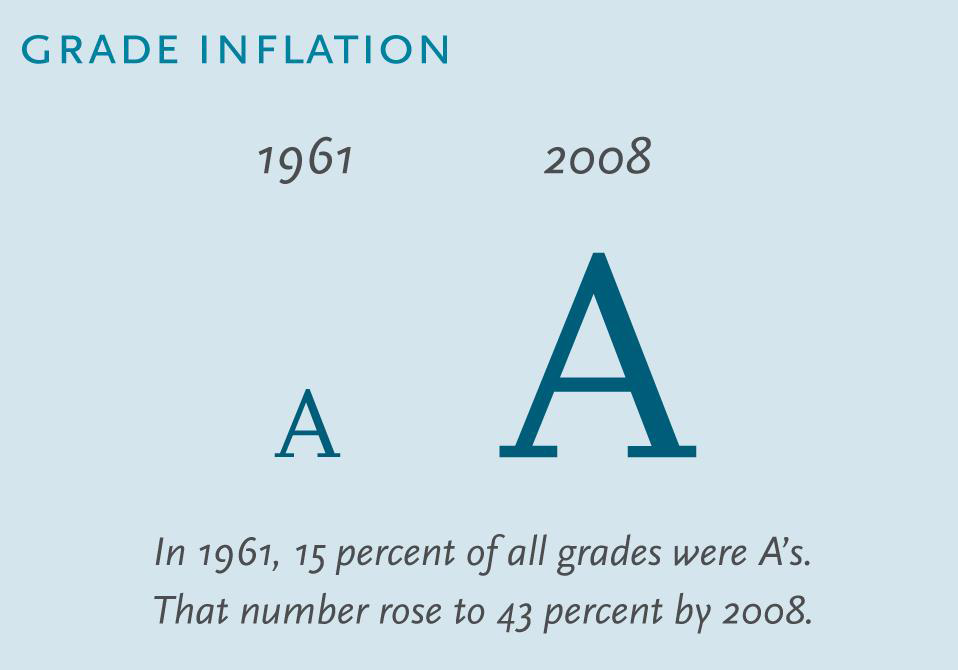 GRADE INFLATION
1961 2008
A A
In 1961, 15 percent of all grades were A’s.
That number rose to 43 percent by 2008.